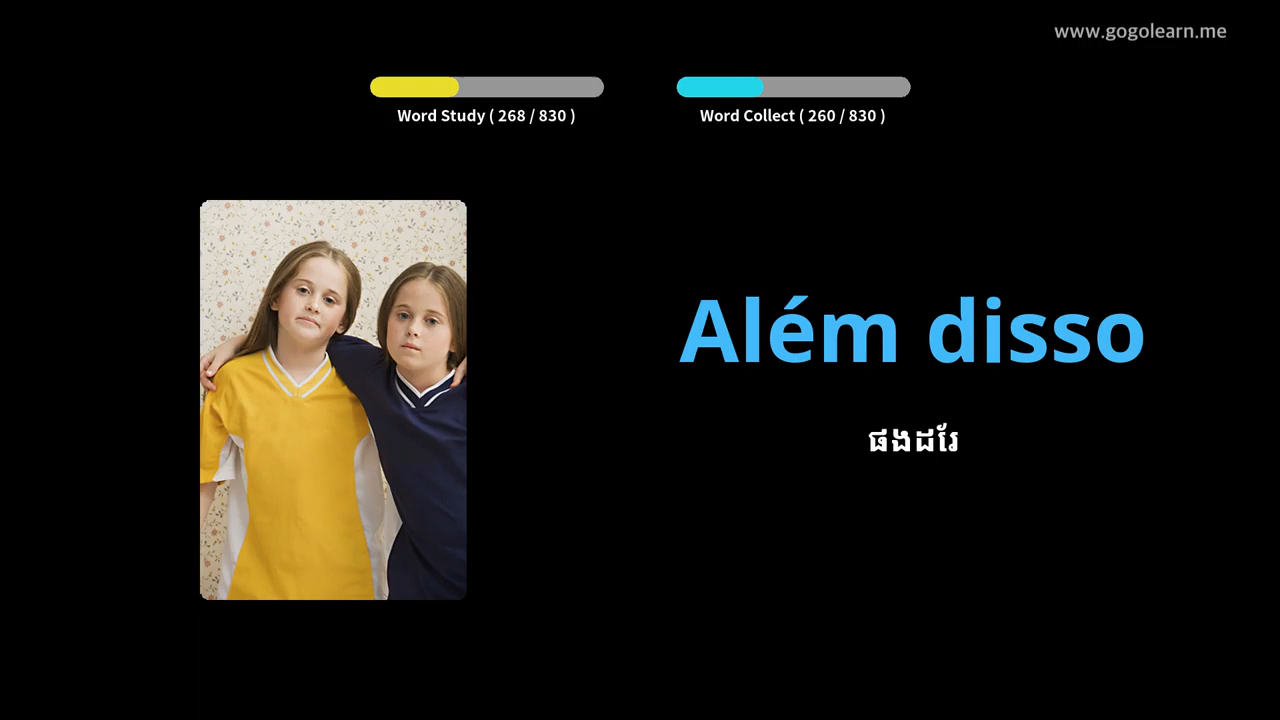 www.gogolearn.me
Word Study ( 268 / 830 )
Word Collect ( 260 / 830 )
Além disso
ផងដរែ